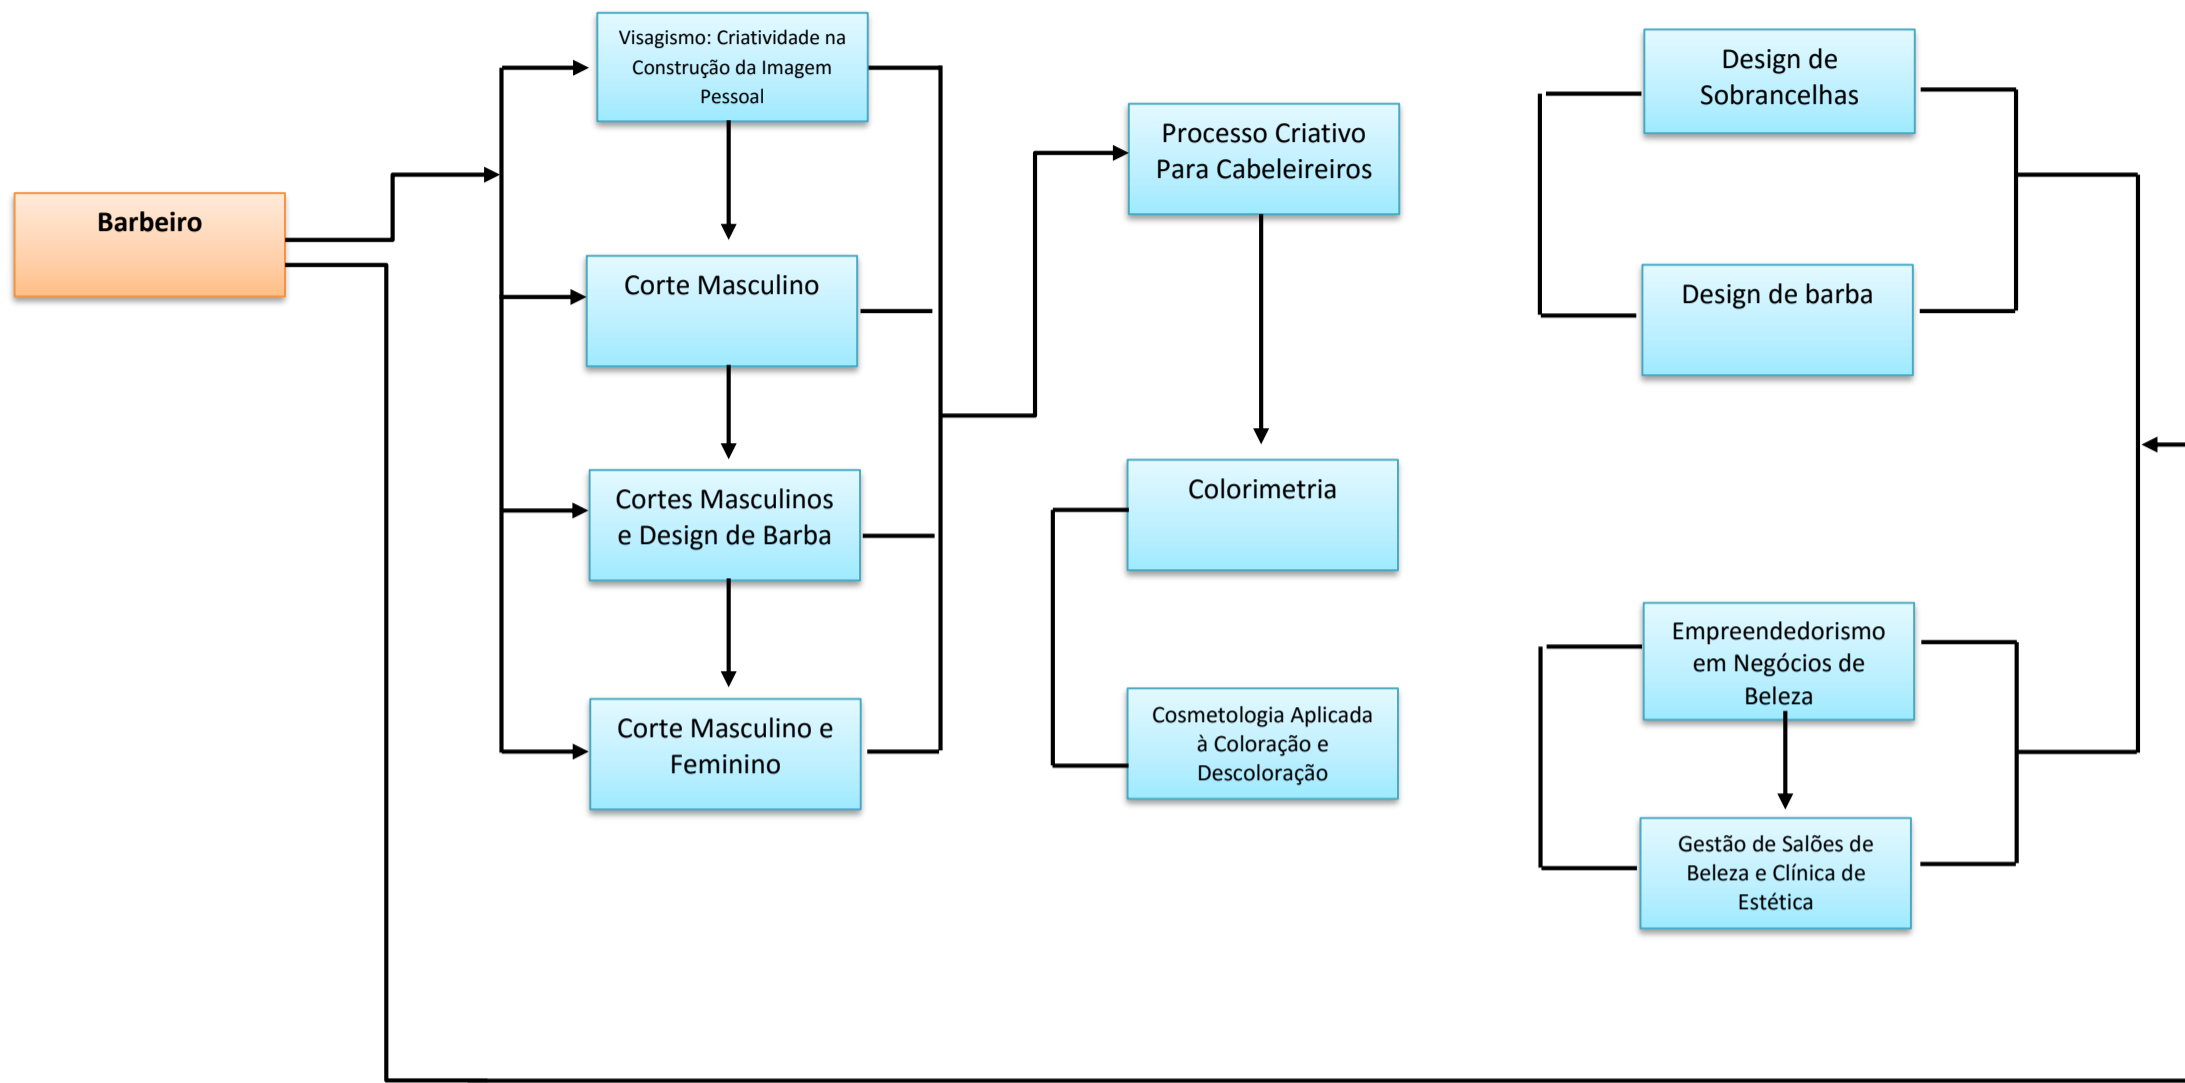 Barbeiro
Visagismo: Criatividade na
Construção da Imagem
Pessoal
Corte Masculino
Cortes Masculinos
e Design de Barba
Corte Masculino e
Feminino
Processo Criativo
Para Cabeleireiros
Colorimetria
Cosmetologia Aplicada
à Coloração e
Descoloração
Design de
Sobrancelhas
Design de barba
Empreendedorismo
em Negócios de
Beleza
Gestão de Salões de
Beleza e Clínica de
Estética